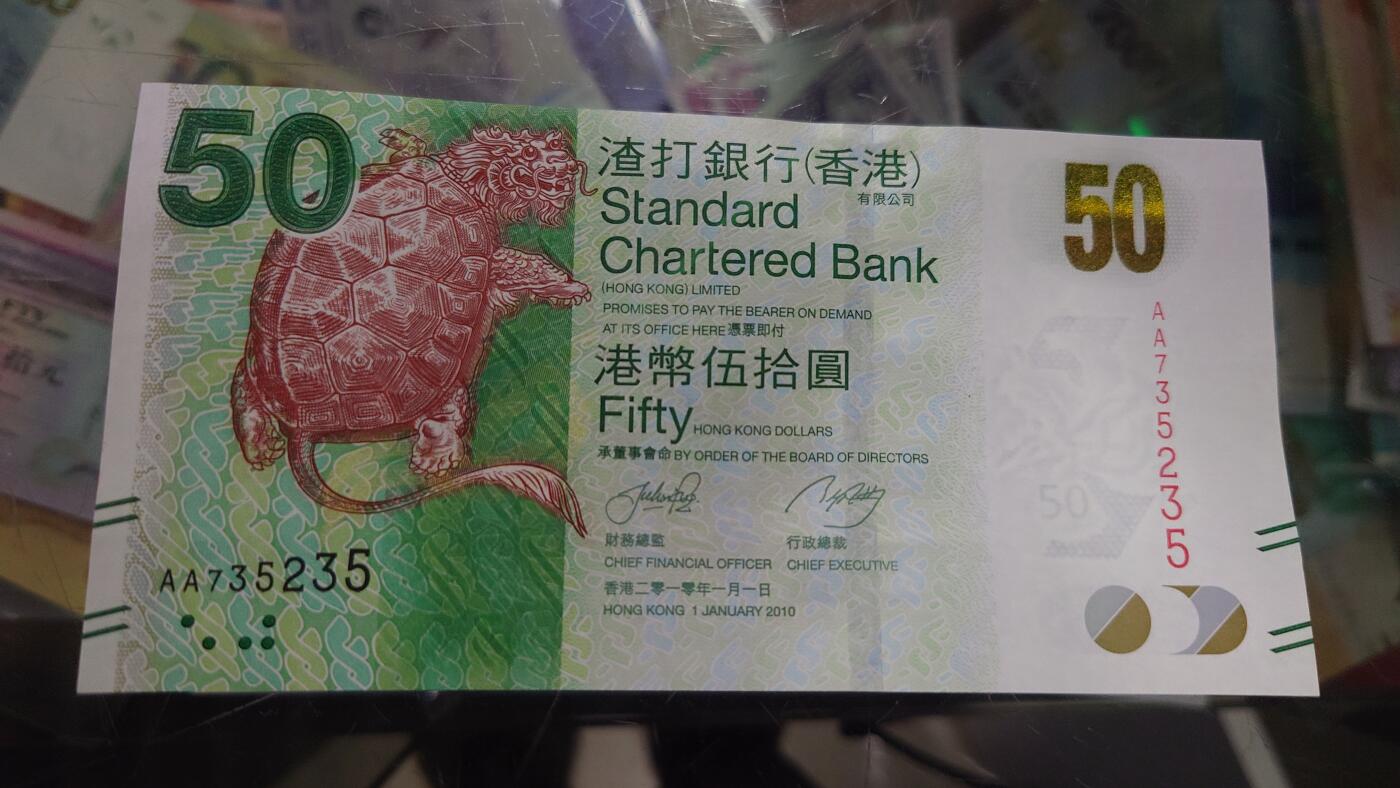 50
渣打銀行(香港)
有限公司
Standard
Chartered Bank
(HONG KONG) LIMITED
PROMISES TO PAY THE BEARER ON DEMAND
AT ITS OFFICE HERE 憑票即付
港幣伍拾圓
Fifty HONG KONG DOLLARS
承董事會命 BY ORDER OF THE BOARD OF DIRECTORS
財務總監 行政總裁
CHIEF FINANCIAL OFFICER CHIEF EXECUTIVE
香港二零一零年一月一日
HONG KONG 1 JANUARY 2010
AA735235
50
AA735235
50
拾元